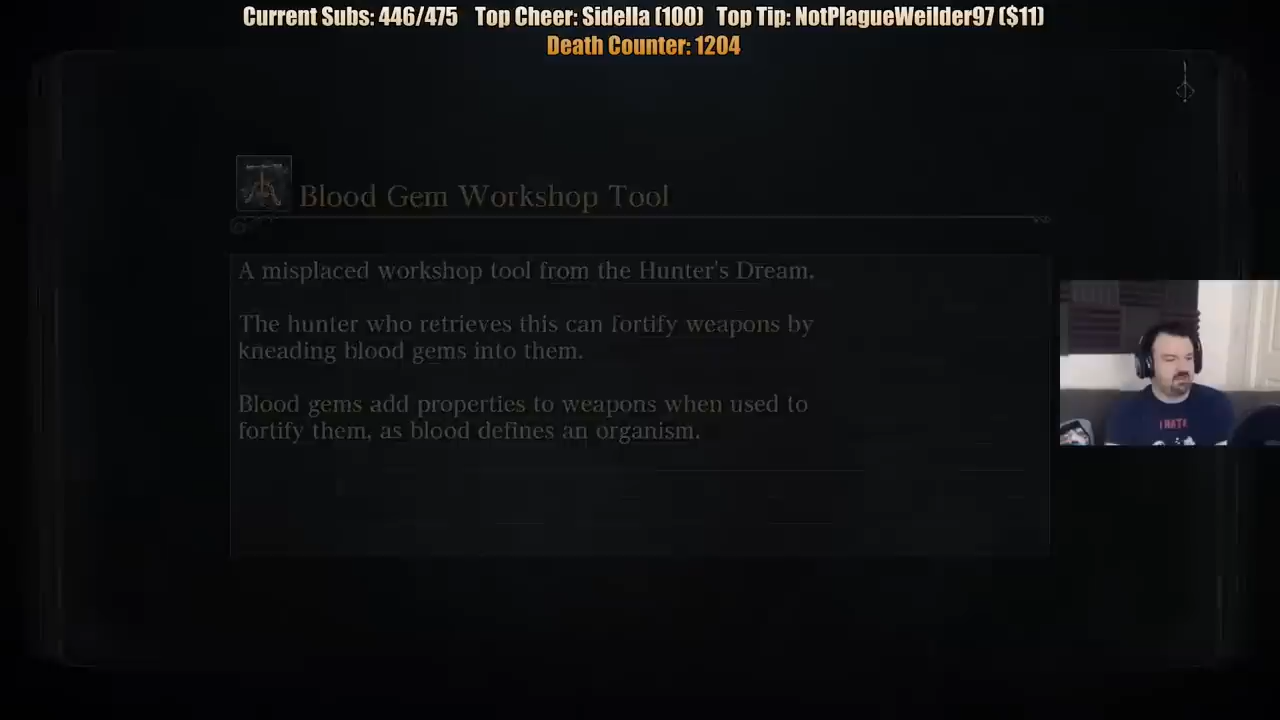 Current Subs: 446/475 Top Cheer: Sidella (100) Top Tip: NotPlagueWeilder97 ($11)
Death Counter: 1204
Blood Gem Workshop Tool
A misplaced workshop tool from the Hunter's Dream.
The hunter who retrieves this can fortify weapons by
kneading blood gems into them.
Blood gems add properties to weapons when used to
fortify them, as blood defines an organism.
I HATE